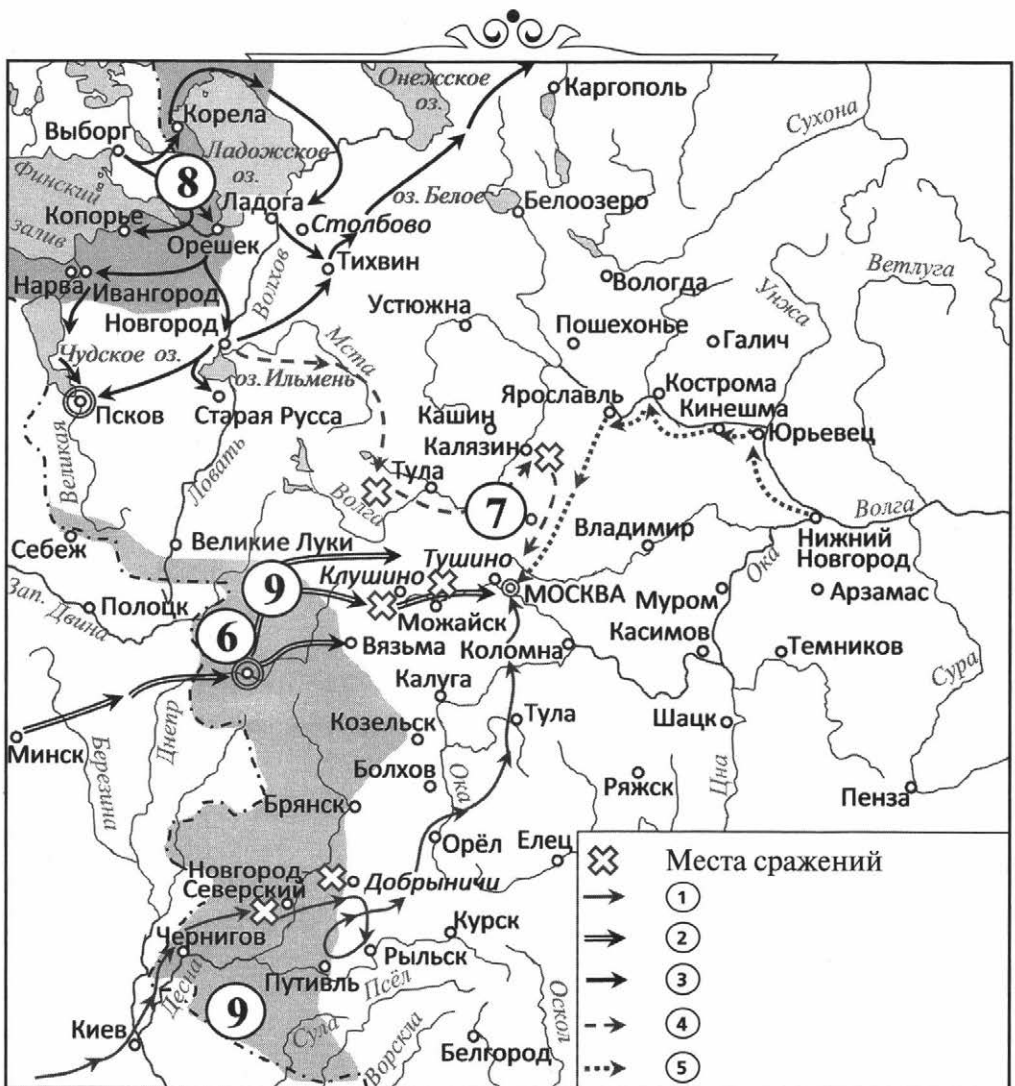 Онежское
оз.
Каргополь
Сухона
Корела
Выборг
Ладожское
оз.
8
Финский
залив
оз. Белое
Белоозеро
Ладога
Столбово
Копорье
Орешек
Тихвин
Нарва
Ивангород
Волхов
Вологда
Ветлуга
Унжа
Новгород
Устюжна
Пошехонье
Галич
Мста
Чудское оз.
оз. Ильмень
Псков
Старая Русса
Ярославль
Кострома
Кинешма
Юрьевец
Кашин
Калязин
Великая
Ловать
Тула
Волга
7
Владимир
Волга
Нижний
Новгород
Себеж
Великие Луки
Тушино
Клушино
Ока
9
МОСКВА
Муром
Арзамас
Зап. Двина
Полоцк
Можайск
6
Вязьма
Коломна
Касимов
Темников
Сура
Калуга
Козельск
Тула
Шацк
Минск
Березина
Днепр
Болхов
Ока
Ряжск
Цна
Пенза
Брянск
Орёл
Елец
Новгород-
Северский
Добрыничи
Чернигов
Курск
Рыльск
Путивль
Десна
Псёл
Оскол
9
Киев
Сула
Ворскла
Белгород
Места сражений
1
2
3
4
5